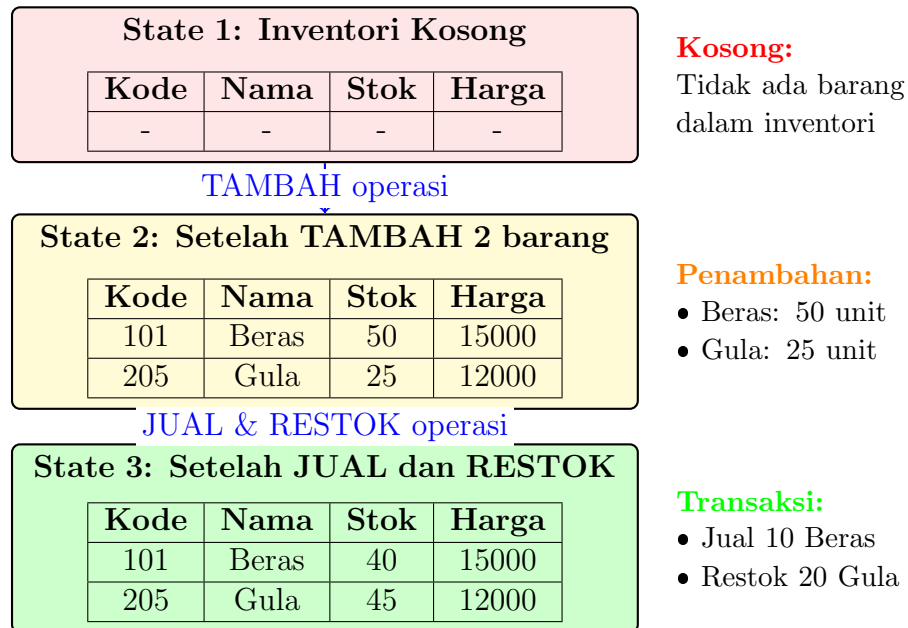 State 1: Inventori Kosong
Kode Nama Stok Harga
- - - -
Kosong:
Tidak ada barang
dalam inventori
TAMBAH operasi
State 2: Setelah TAMBAH 2 barang
Kode Nama Stok Harga
101 Beras 50 15000
205 Gula 25 12000
Penambahan:
• Beras: 50 unit
• Gula: 25 unit
JUAL & RESTOK operasi
State 3: Setelah JUAL dan RESTOK
Kode Nama Stok Harga
101 Beras 40 15000
205 Gula 45 12000
Transaksi:
• Jual 10 Beras
• Restok 20 Gula